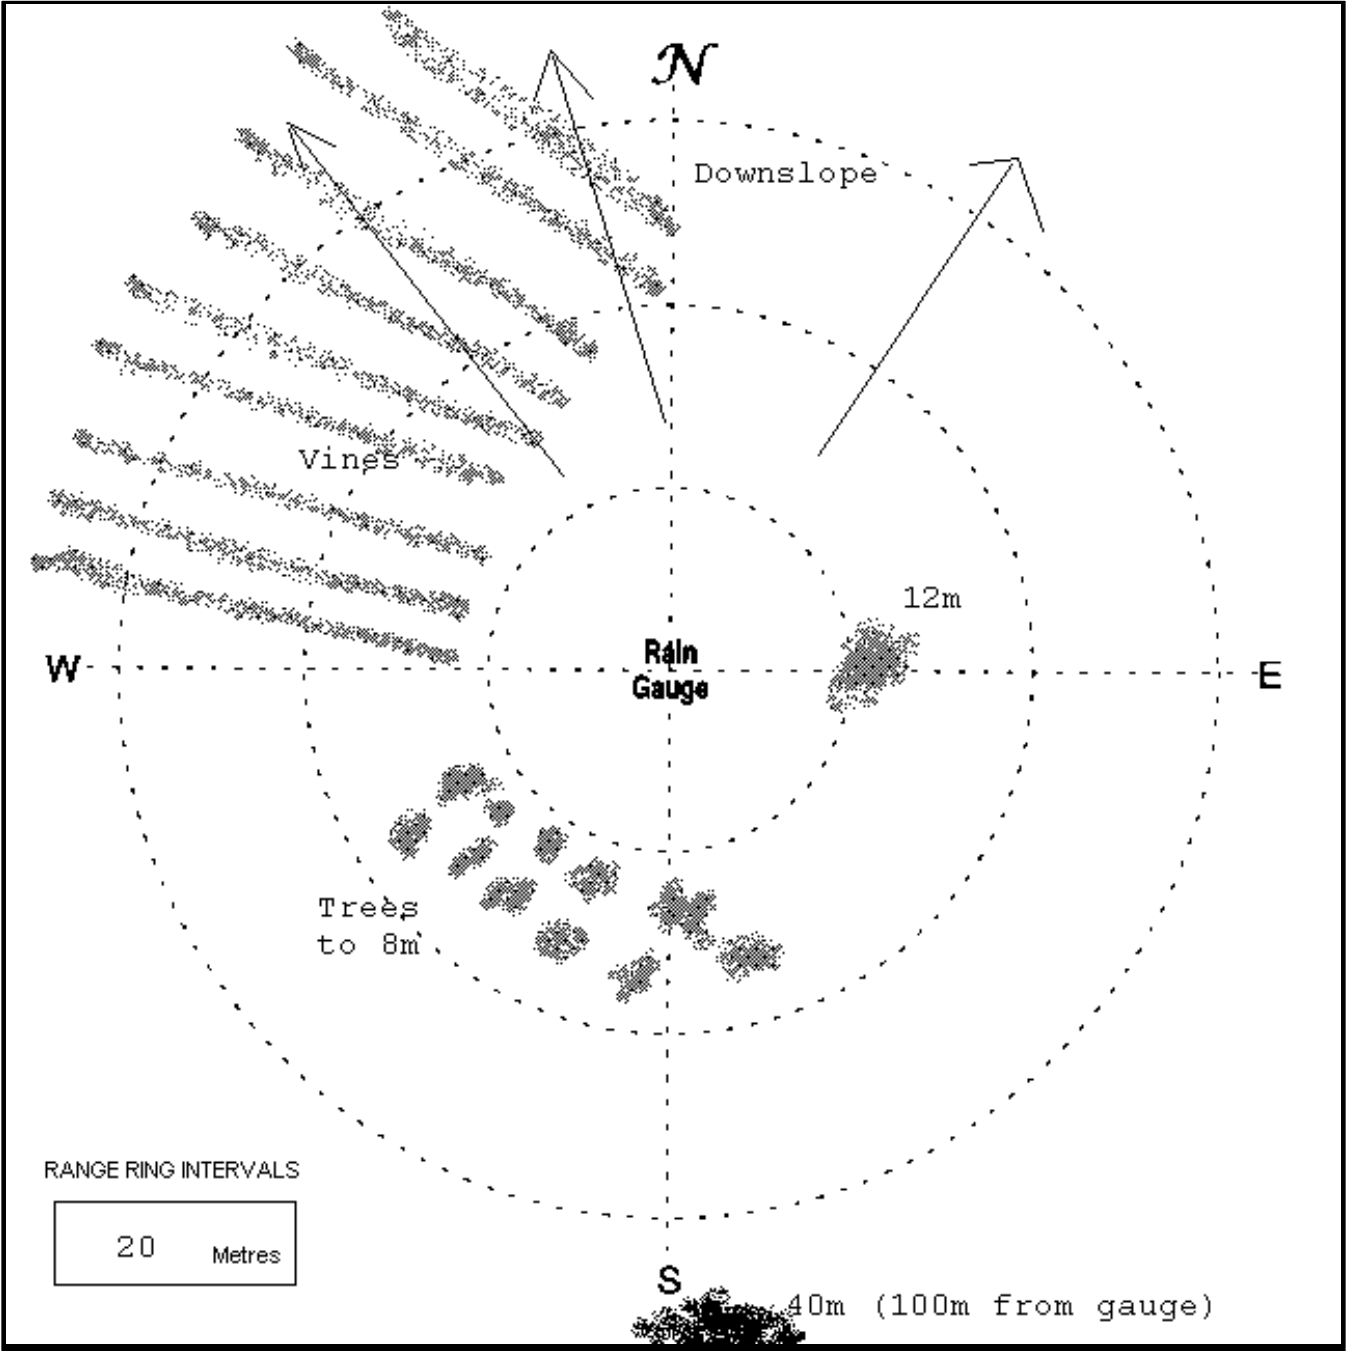 N
Downslope
Vines
12m
Rain
Gauge
W
E
Trees
to 8m
RANGE RING INTERVALS
20 Metres
S
40m (100m from gauge)